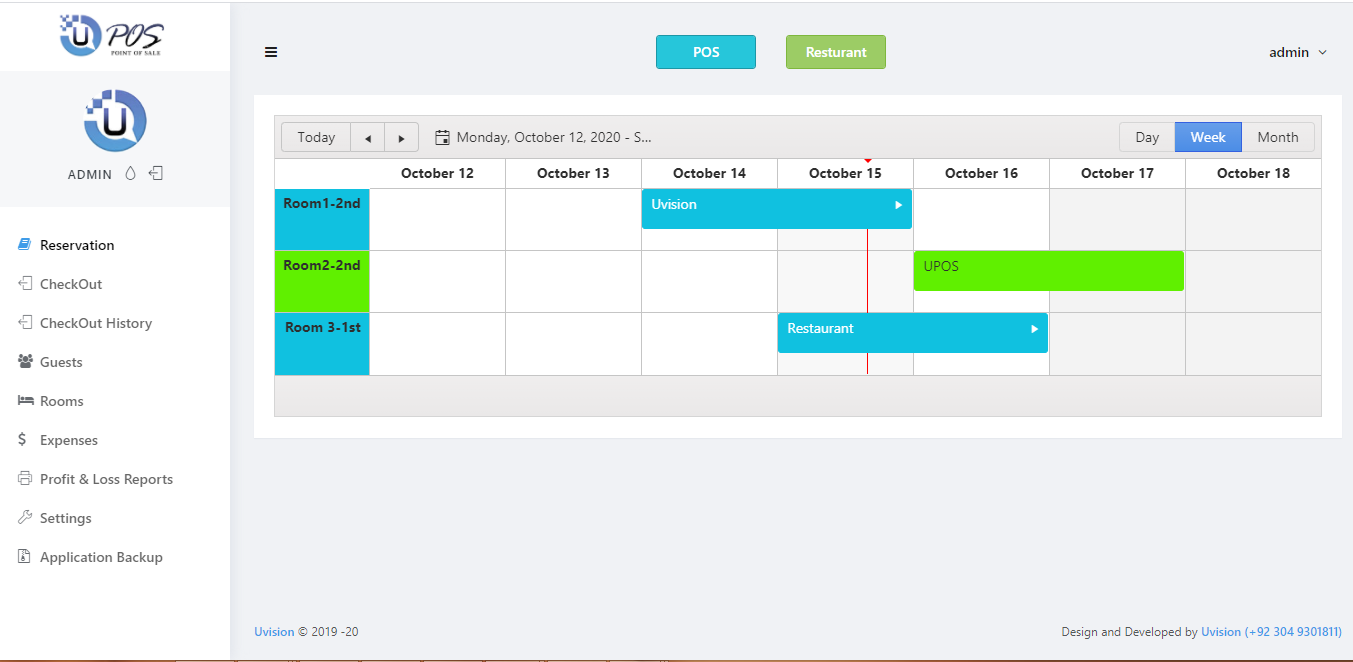 U POS
POINT OF SALE
POS
Resturant
admin
U
ADMIN
Reservation
CheckOut
CheckOut History
Guests
Rooms
Expenses
Profit & Loss Reports
Settings
Application Backup
Today
Monday, October 12, 2020 - S...
Day Week Month
October 12 October 13 October 14 October 15 October 16 October 17 October 18
Room1-2nd Uvision
Room2-2nd UPOS
Room 3-1st Restaurant
Uvision © 2019 -20
Design and Developed by Uvision (+92 304 9301811)